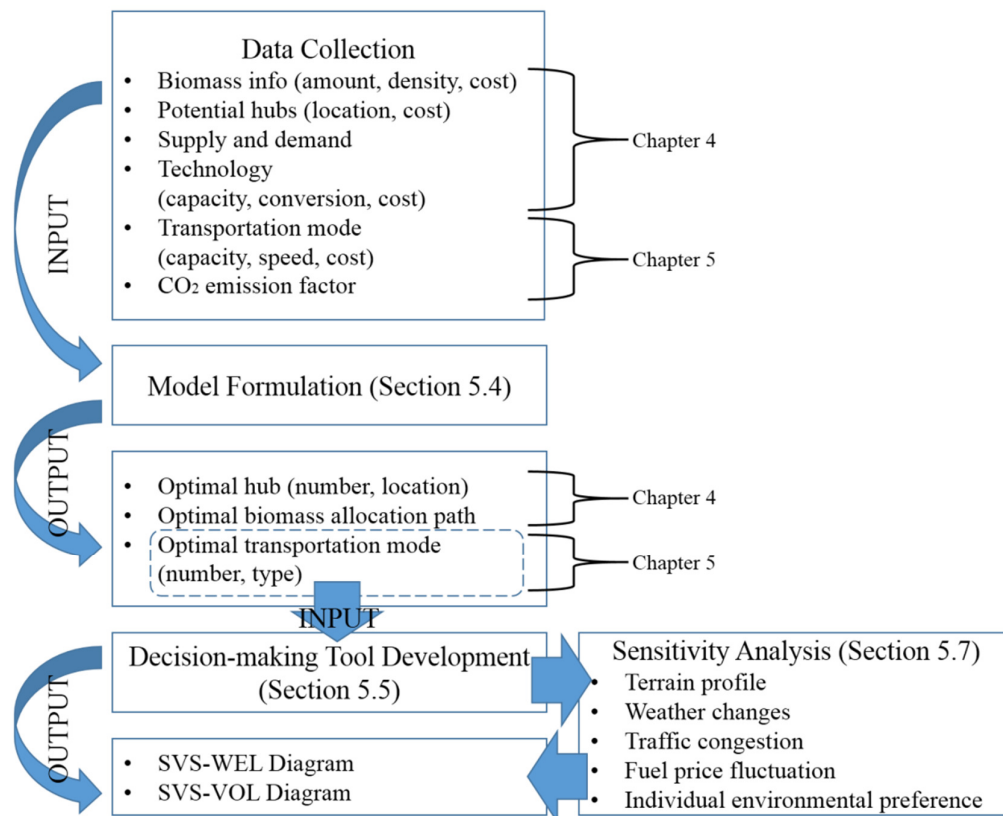 Data Collection
• Biomass info (amount, density, cost)
• Potential hubs (location, cost)
• Supply and demand
• Technology
(capacity, conversion, cost)
• Transportation mode
(capacity, speed, cost)
• CO₂ emission factor
Chapter 4
Chapter 5
INPUT
Model Formulation (Section 5.4)
OUTPUT
• Optimal hub (number, location)
• Optimal biomass allocation path
• Optimal transportation mode
(number, type)
Chapter 4
Chapter 5
INPUT
Decision-making Tool Development
(Section 5.5)
OUTPUT
• SVS-WEL Diagram
• SVS-VOL Diagram
Sensitivity Analysis (Section 5.7)
• Terrain profile
• Weather changes
• Traffic congestion
• Fuel price fluctuation
• Individual environmental preference